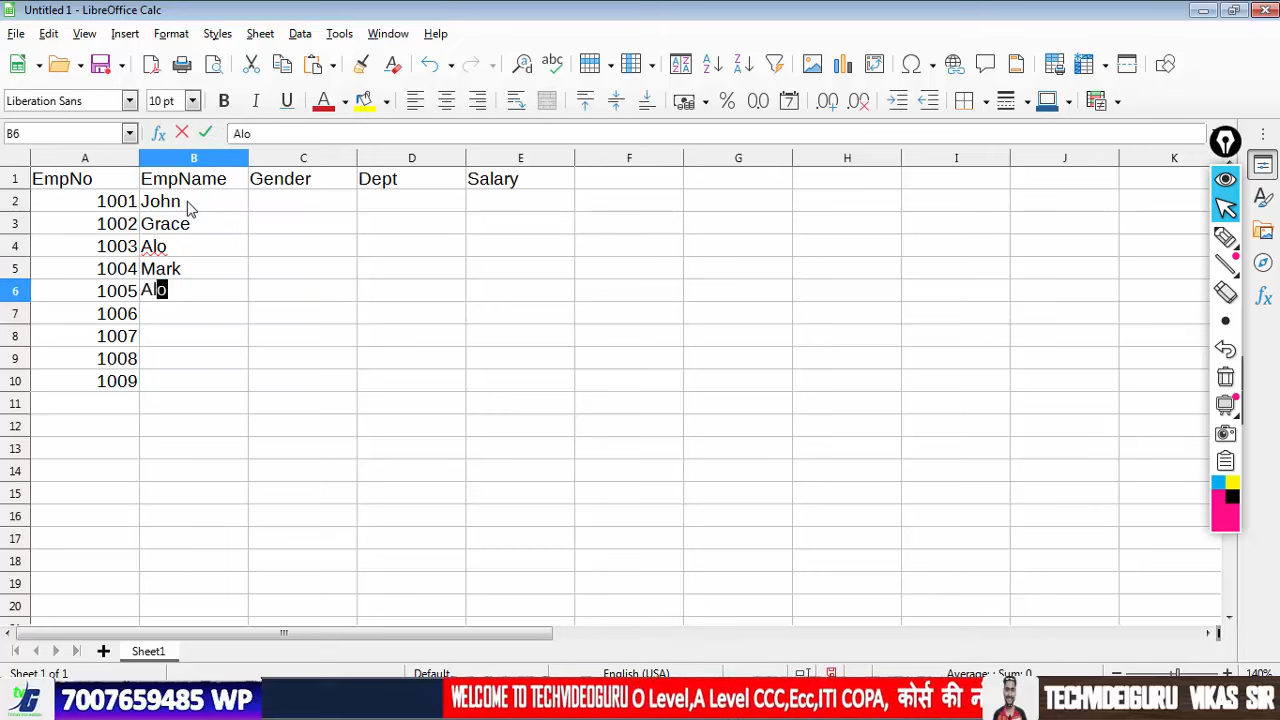 Untitled 1 - LibreOffice Calc
File Edit View Insert Format Styles Sheet Data Tools Window Help
Liberation Sans 10 pt
B6 Alo
A B C D E F G H I J K
1 EmpNo EmpName Gender Dept Salary
2 1001 John
3 1002 Grace
4 1003 Alo
5 1004 Mark
6 1005 Alo
7 1006
8 1007
9 1008
10 1009
11
12
13
14
15
16
17
18
19
20
Sheet1
Sheet 1 of 1 Default English (USA) Average: ; Sum: 0 140%
7007659485 WP WELCOME TO TECHVIDEOGURU O Level,A Level CCC,Ecc,ITI COPA, कोर्स की TECHVIDEOGURU VIKAS SIR